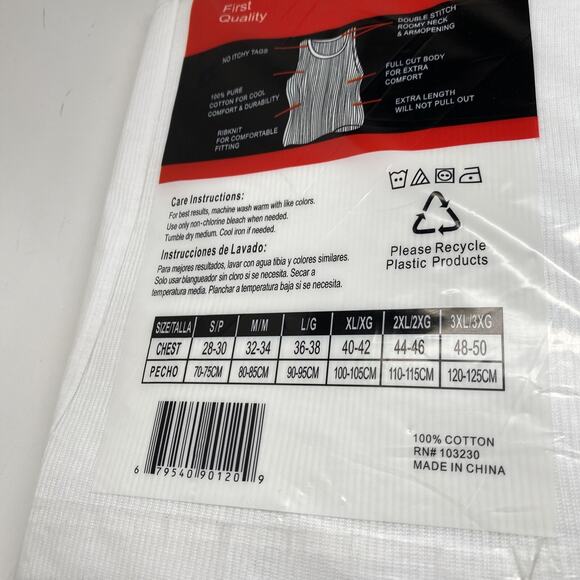 First
Quality
NO ITCHY TAGS
100% PURE
COTTON FOR COOL
COMFORT & DURABILITY
RIBKNIT
FOR COMFORTABLE
FITTING
DOUBLE STITCH
ROOMY NECK
& ARMOPENING
FULL CUT BODY
FOR EXTRA
COMFORT
EXTRA LENGTH
WILL NOT PULL OUT
Care Instructions:
For best results, machine wash warm with like colors.
Use only non-chlorine bleach when needed.
Tumble dry medium. Cool iron if needed.
Instrucciones de Lavado:
Para mejores resultados, lavar con agua tibia y colores similares.
Solo usar blangueador sin cloro si se necesita. Secar a
temperatura media. Planchar a temperatura baja si se necesita.
Please Recycle
Plastic Products
SIZE/TALLA S/P M/M L/G XL/XG 2XL/2XG 3XL/3XG
CHEST 28-30 32-34 36-38 40-42 44-46 48-50
PECHO 70-75CM 80-85CM 90-95CM 100-105CM 110-115CM 120-125CM
6 79540 90120 9
100% COTTON
RN# 103230
MADE IN CHINA